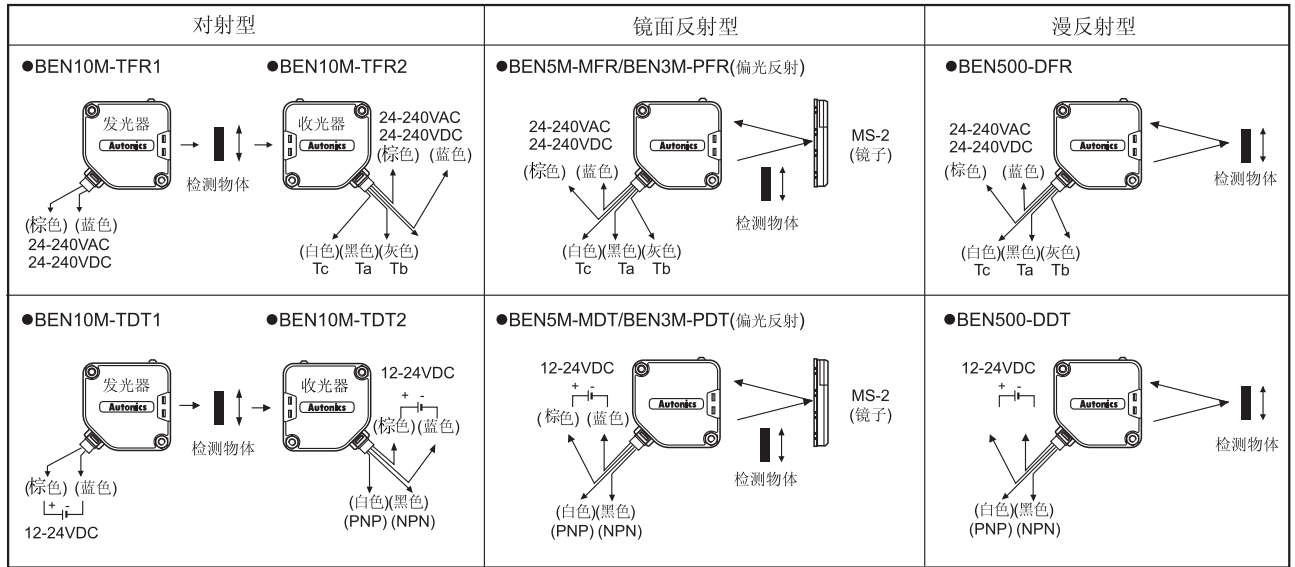 对射型
镜面反射型
漫反射型
●BEN10M-TFR1
●BEN10M-TFR2
发光器
Autonics
检测物体
收光器
Autonics
24-240VAC
24-240VDC
(棕色) (蓝色)
(棕色) (蓝色)
24-240VAC
24-240VDC
(白色)(黑色)(灰色)
Tc Ta Tb
●BEN5M-MFR/BEN3M-PFR(偏光反射)
24-240VAC
24-240VDC
(棕色) (蓝色)
Autonics
MS-2
(镜子)
检测物体
(白色)(黑色)(灰色)
Tc Ta Tb
●BEN500-DFR
24-240VAC
24-240VDC
(棕色) (蓝色)
Autonics
检测物体
(白色)(黑色)(灰色)
Tc Ta Tb
●BEN10M-TDT1
●BEN10M-TDT2
发光器
Autonics
检测物体
收光器
Autonics
12-24VDC
+ -
(棕色)(蓝色)
(棕色) (蓝色)
+ -
12-24VDC
(白色)(黑色)
(PNP) (NPN)
●BEN5M-MDT/BEN3M-PDT(偏光反射)
12-24VDC
+ -
(棕色) (蓝色)
Autonics
MS-2
(镜子)
检测物体
(白色)(黑色)
(PNP) (NPN)
●BEN500-DDT
12-24VDC
+ -
Autonics
检测物体
(白色)(黑色)
(PNP) (NPN)